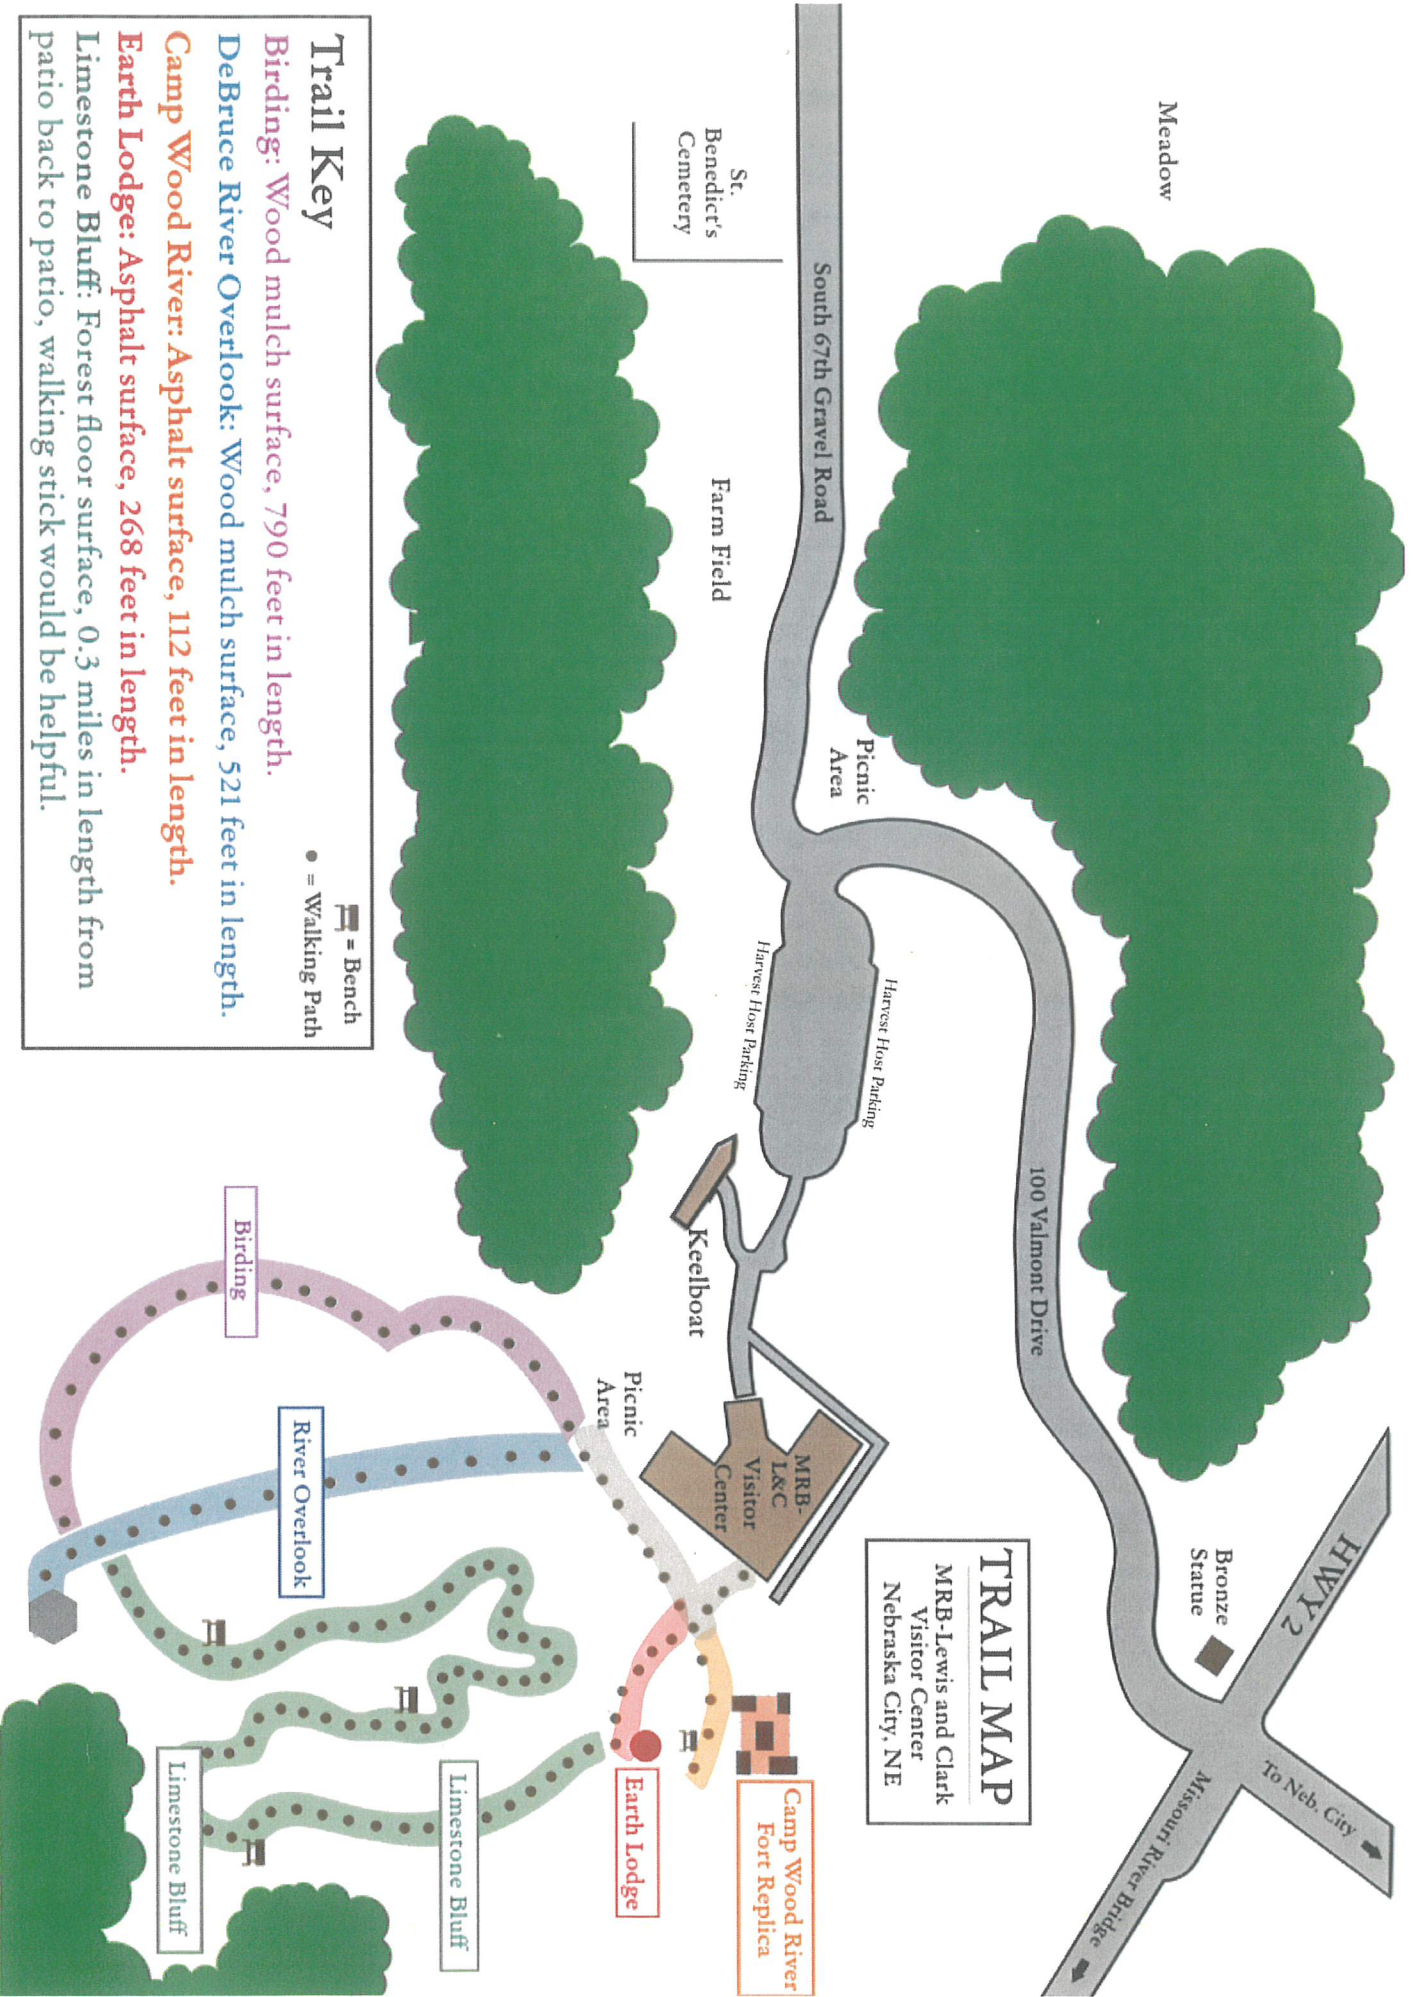 TRAIL MAP
MRB-Lewis and Clark
Visitor Center
Nebraska City, NE
HWY 2
To Neb. City
Missouri River Bridge
Bronze
Statue
Meadow
100 Valmont Drive
South 67th Gravel Road
Picnic
Area
Harvest Host Parking
Harvest Host Parking
St.
Benedict's
Cemetery
Farm Field
Keelboat
MRB-
L&C
Visitor
Center
Picnic
Area
Camp Wood River
Fort Replica
Earth Lodge
Limestone Bluff
Limestone Bluff
River Overlook
Birding
Trail Key
= Bench
= Walking Path
Birding: Wood mulch surface, 790 feet in length.
DeBruce River Overlook: Wood mulch surface, 521 feet in length.
Camp Wood River: Asphalt surface, 112 feet in length.
Earth Lodge: Asphalt surface, 268 feet in length.
Limestone Bluff: Forest floor surface, 0.3 miles in length from
patio back to patio, walking stick would be helpful.